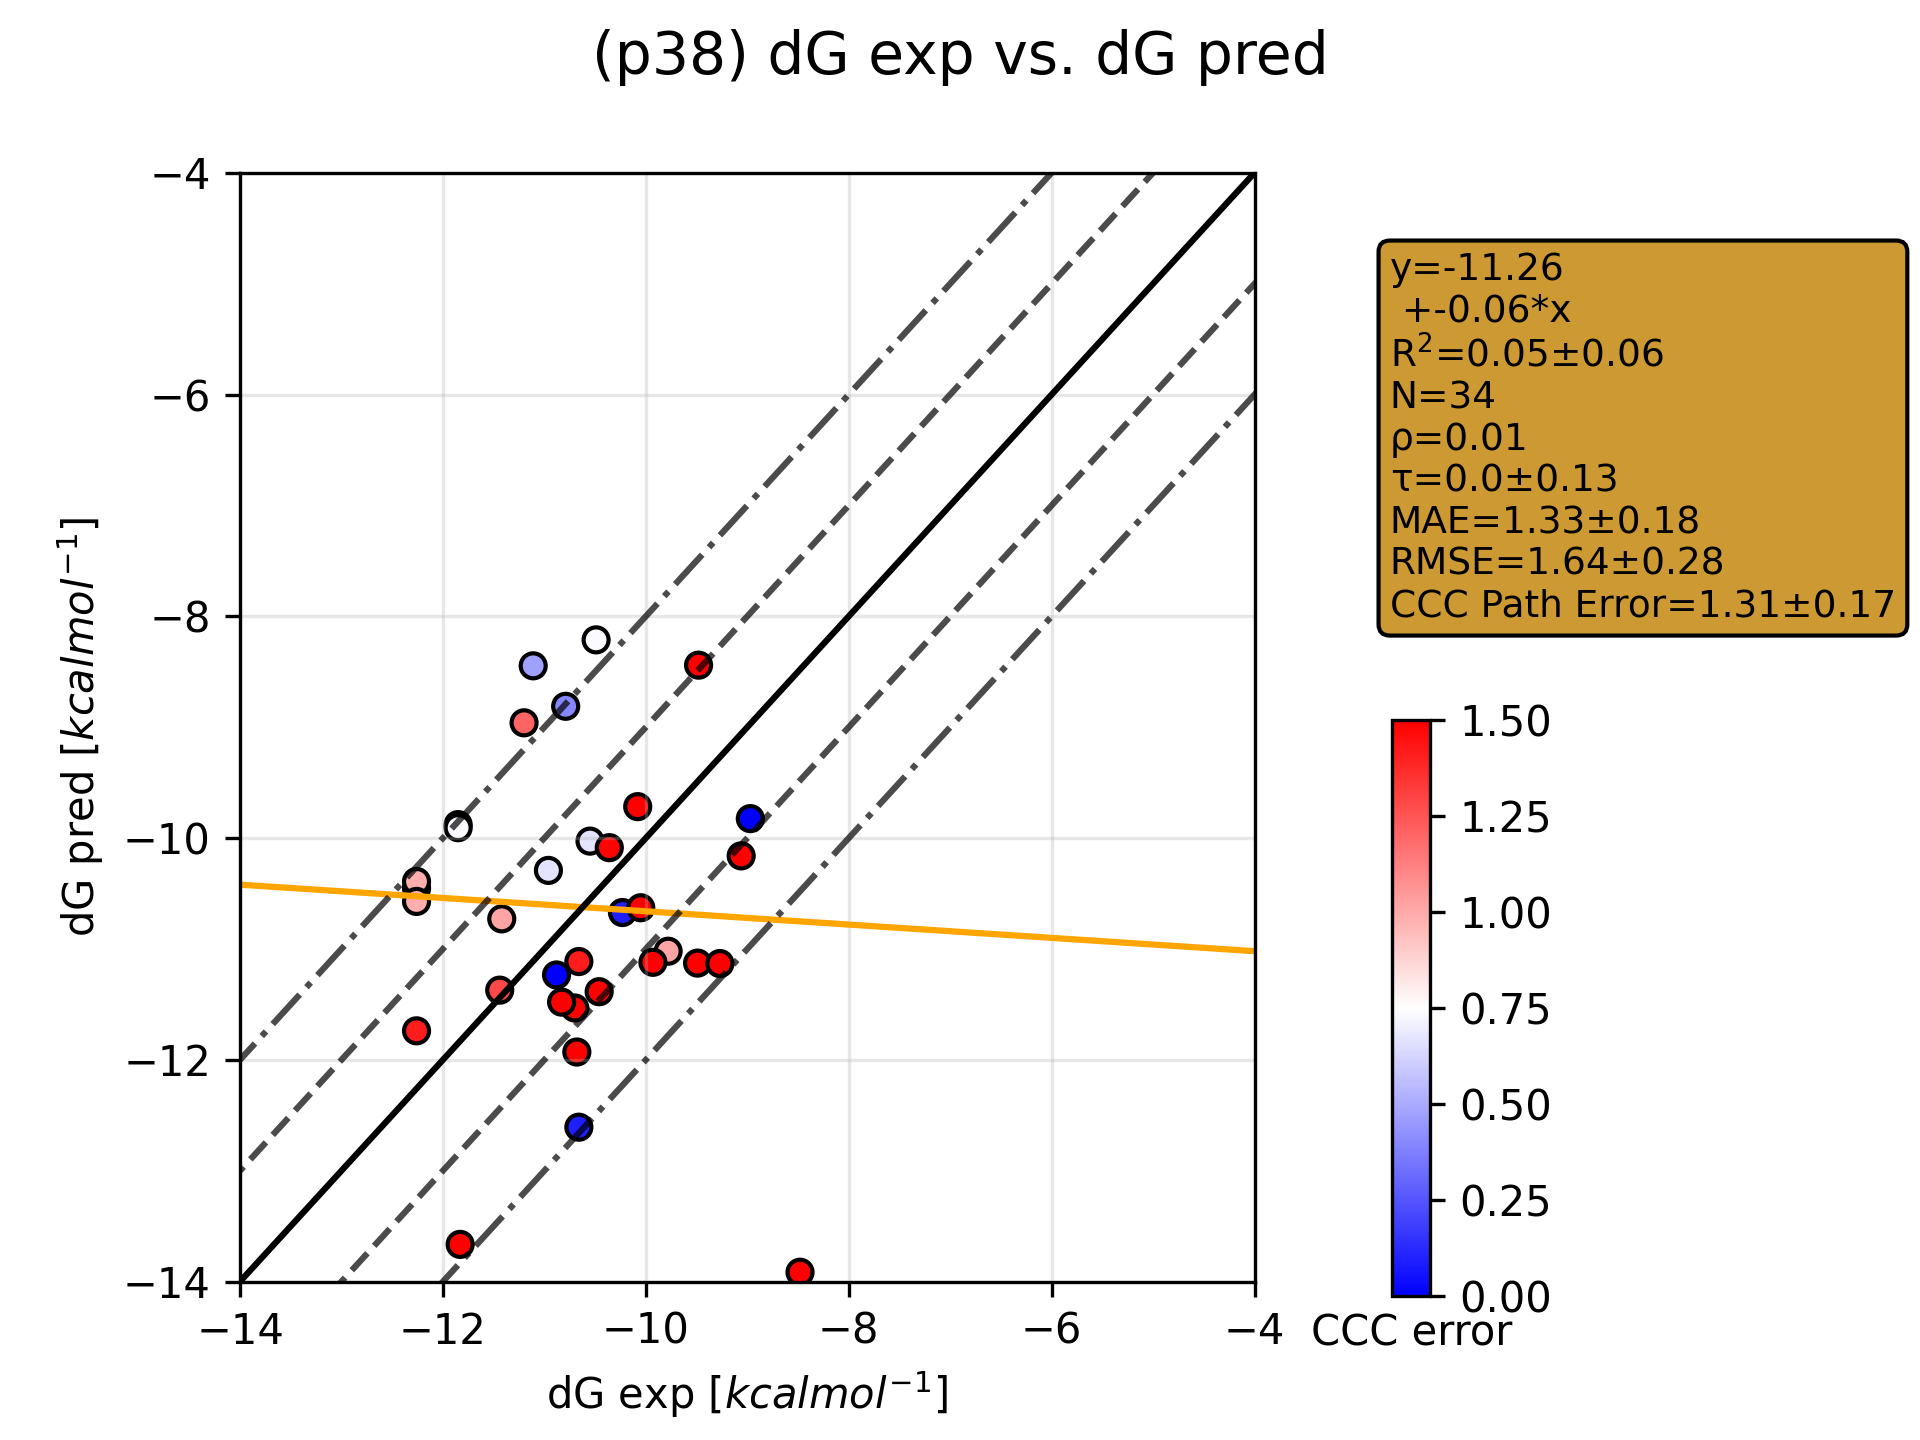 (p38) dG exp vs. dG pred
−4
−6
−8
−10
−12
−14
dG pred [kcalmol⁻¹]
−14
−12
−10
−8
−6
−4
dG exp [kcalmol⁻¹]
y=-11.26
+-0.06*x
R²=0.05±0.06
N=34
ρ=0.01
τ=0.0±0.13
MAE=1.33±0.18
RMSE=1.64±0.28
CCC Path Error=1.31±0.17
1.50
1.25
1.00
0.75
0.50
0.25
0.00
CCC error